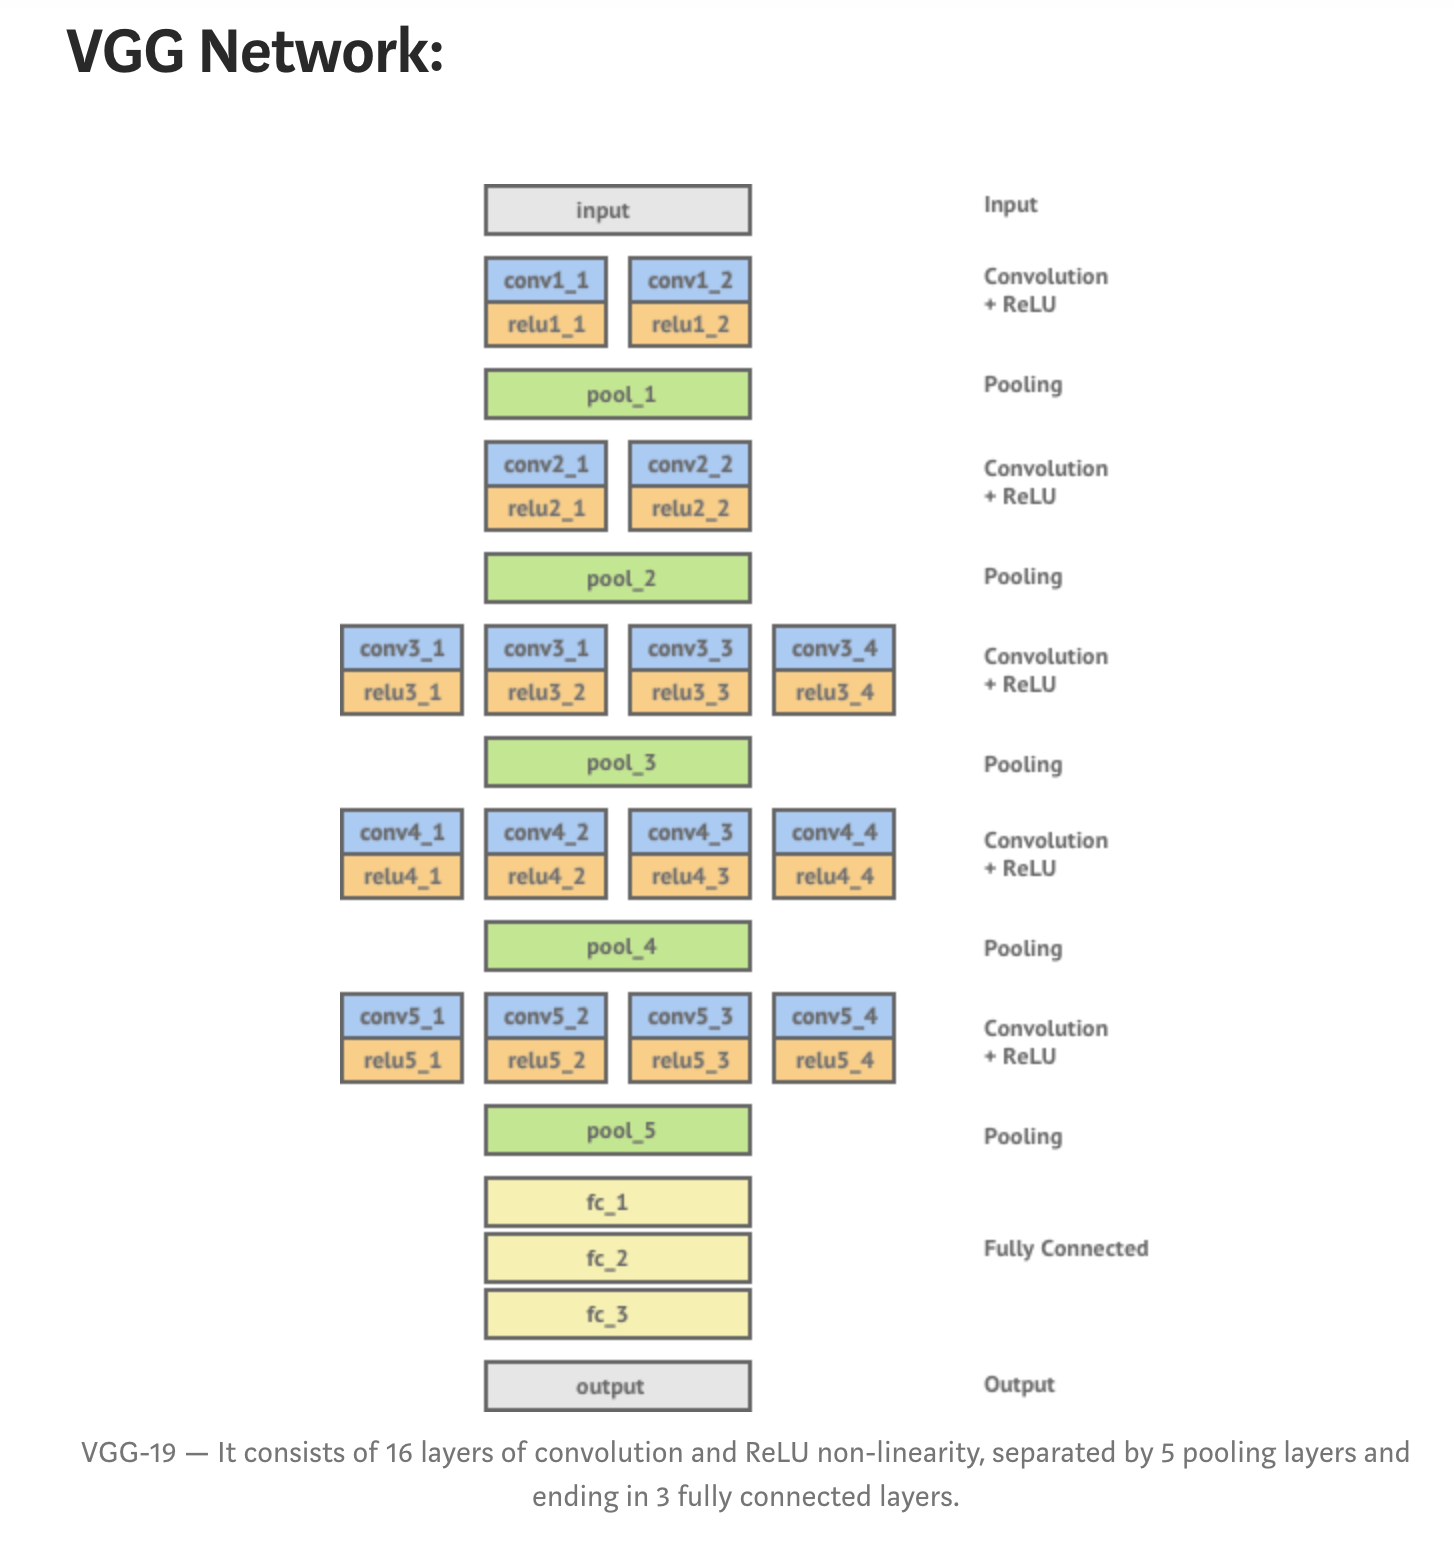 VGG Network:
input
Input
conv1_1 conv1_2
relu1_1 relu1_2
Convolution
+ ReLU
pool_1
Pooling
conv2_1 conv2_2
relu2_1 relu2_2
Convolution
+ ReLU
pool_2
Pooling
conv3_1 conv3_1 conv3_3 conv3_4
relu3_1 relu3_2 relu3_3 relu3_4
Convolution
+ ReLU
pool_3
Pooling
conv4_1 conv4_2 conv4_3 conv4_4
relu4_1 relu4_2 relu4_3 relu4_4
Convolution
+ ReLU
pool_4
Pooling
conv5_1 conv5_2 conv5_3 conv5_4
relu5_1 relu5_2 relu5_3 relu5_4
Convolution
+ ReLU
pool_5
Pooling
fc_1
fc_2
Fully Connected
fc_3
output
Output
VGG-19 — It consists of 16 layers of convolution and ReLU non-linearity, separated by 5 pooling layers and
ending in 3 fully connected layers.